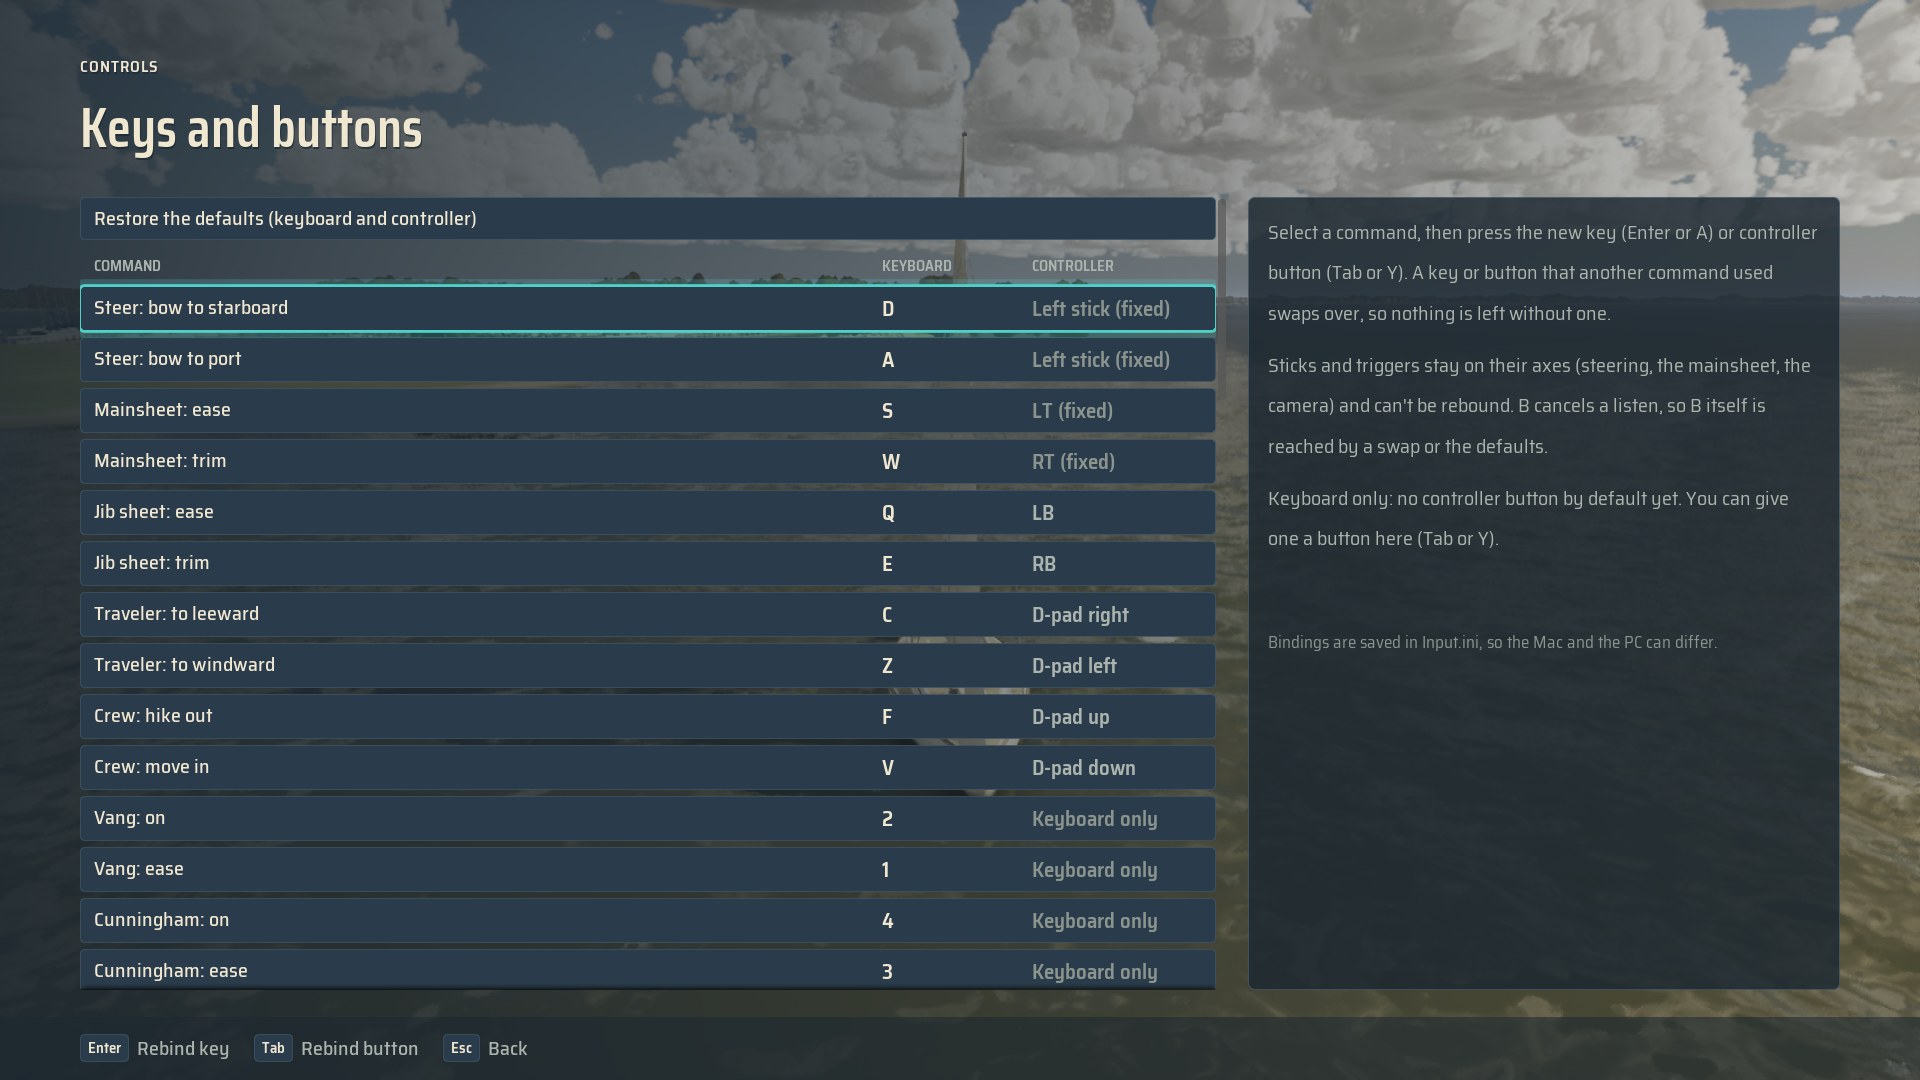 CONTROLS
Keys and buttons
Restore the defaults (keyboard and controller)
COMMAND KEYBOARD CONTROLLER
Steer: bow to starboard D Left stick (fixed)
Steer: bow to port A Left stick (fixed)
Mainsheet: ease S LT (fixed)
Mainsheet: trim W RT (fixed)
Jib sheet: ease Q LB
Jib sheet: trim E RB
Traveler: to leeward C D-pad right
Traveler: to windward Z D-pad left
Crew: hike out F D-pad up
Crew: move in V D-pad down
Vang: on 2 Keyboard only
Vang: ease 1 Keyboard only
Cunningham: on 4 Keyboard only
Cunningham: ease 3 Keyboard only
Select a command, then press the new key (Enter or A) or controller
button (Tab or Y). A key or button that another command used
swaps over, so nothing is left without one.
Sticks and triggers stay on their axes (steering, the mainsheet, the
camera) and can't be rebound. B cancels a listen, so B itself is
reached by a swap or the defaults.
Keyboard only: no controller button by default yet. You can give
one a button here (Tab or Y).
Bindings are saved in Input.ini, so the Mac and the PC can differ.
Enter Rebind key Tab Rebind button Esc Back